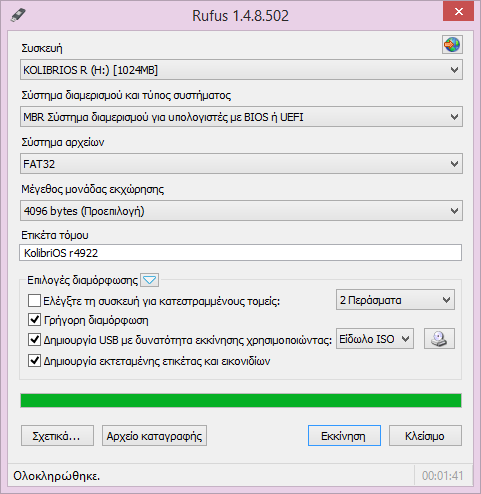 Rufus 1.4.8.502
Συσκευή
KOLIBRIOS R (H:) [1024MB]
Σύστημα διαμερισμού και τύπος συστήματος
MBR Σύστημα διαμερισμού για υπολογιστές με BIOS ή UEFI
Σύστημα αρχείων
FAT32
Μέγεθος μονάδας εκχώρησης
4096 bytes (Προεπιλογή)
Ετικέτα τόμου
KolibriOS r4922
Επιλογές διαμόρφωσης
Ελέγξτε τη συσκευή για κατεστραμμένους τομείς: 2 Περάσματα
Γρήγορη διαμόρφωση
Δημιουργία USB με δυνατότητα εκκίνησης χρησιμοποιώντας: Είδωλο ISO
Δημιουργία εκτεταμένης ετικέτας και εικονιδίων
Σχετικά... Αρχείο καταγραφής Εκκίνηση Κλείσιμο
Ολοκληρώθηκε. 00:01:41